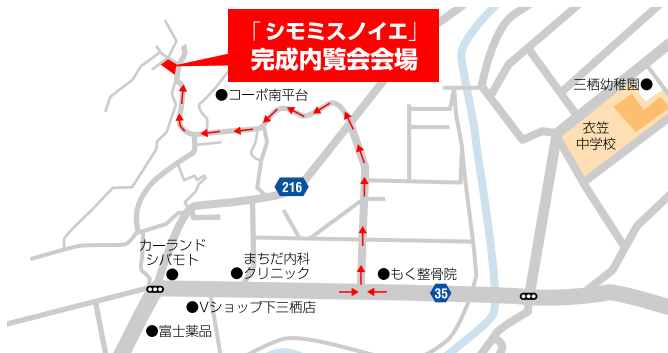 「シモミスノイエ」
完成内覧会会場
コーポ南平台
三栖幼稚園
衣笠
中学校
216
カーランド
シバモト
まちだ内科
クリニック
もく整骨院
35
Vショップ下三栖店
富士薬品